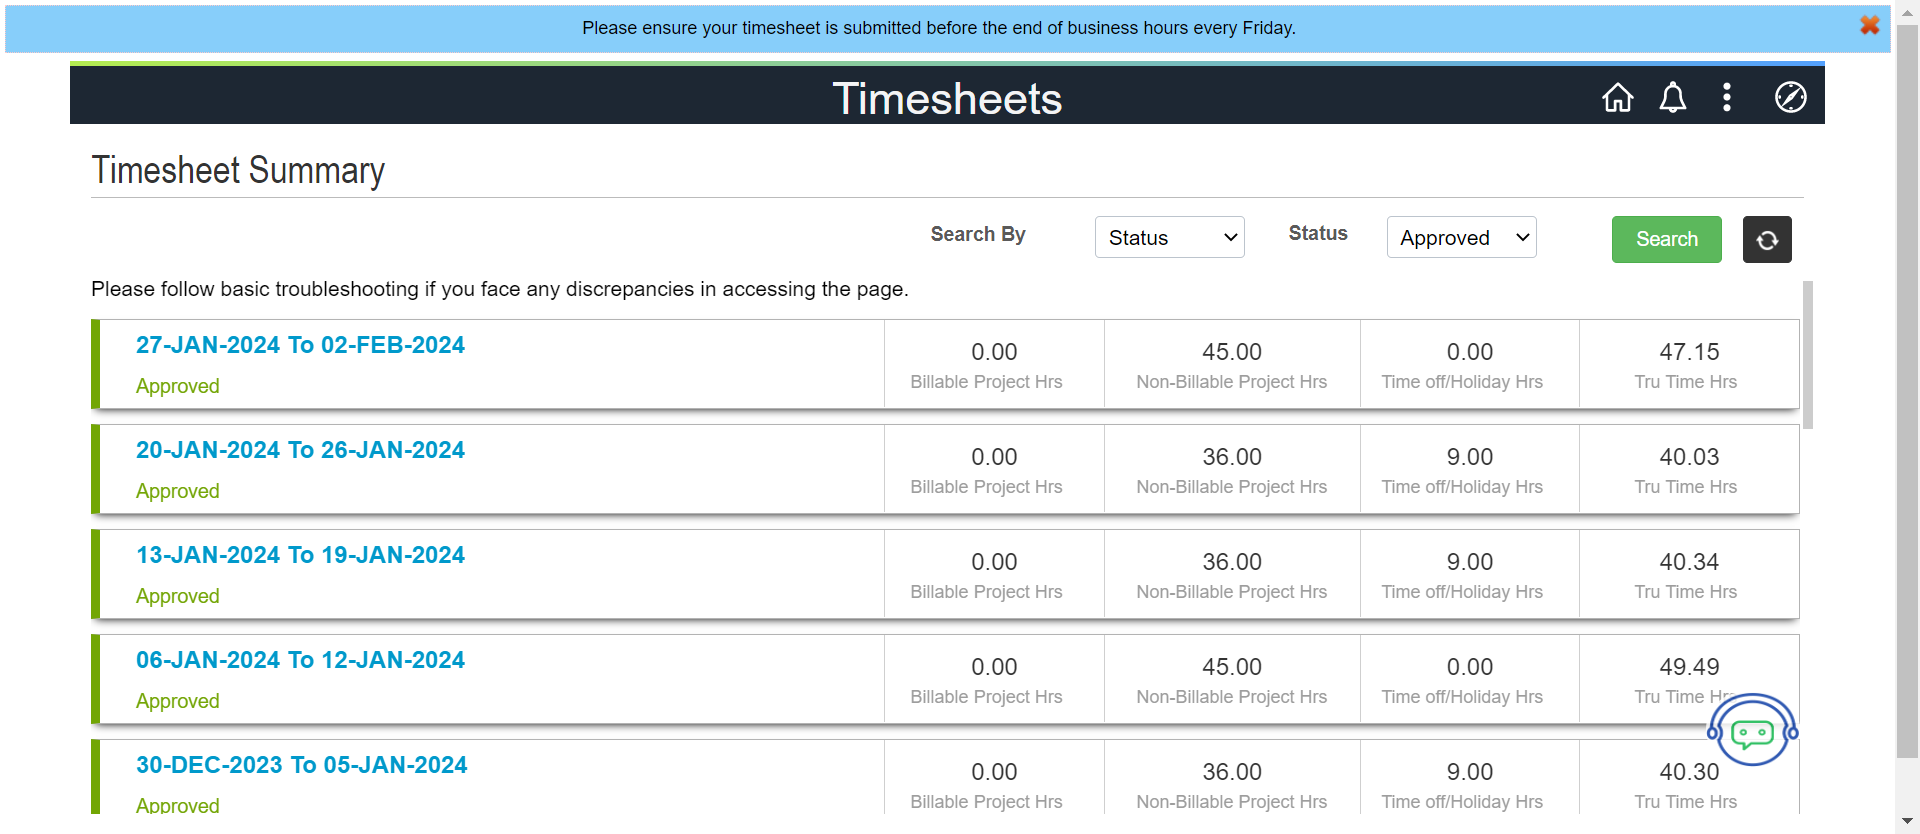 Please ensure your timesheet is submitted before the end of business hours every Friday.
Timesheets
Timesheet Summary
Search By Status Status Approved Search
Please follow basic troubleshooting if you face any discrepancies in accessing the page.
27-JAN-2024 To 02-FEB-2024
Approved
0.00 45.00 0.00 47.15
Billable Project Hrs Non-Billable Project Hrs Time off/Holiday Hrs Tru Time Hrs
20-JAN-2024 To 26-JAN-2024
Approved
0.00 36.00 9.00 40.03
Billable Project Hrs Non-Billable Project Hrs Time off/Holiday Hrs Tru Time Hrs
13-JAN-2024 To 19-JAN-2024
Approved
0.00 36.00 9.00 40.34
Billable Project Hrs Non-Billable Project Hrs Time off/Holiday Hrs Tru Time Hrs
06-JAN-2024 To 12-JAN-2024
Approved
0.00 45.00 0.00 49.49
Billable Project Hrs Non-Billable Project Hrs Time off/Holiday Hrs Tru Time Hrs
30-DEC-2023 To 05-JAN-2024
Approved
0.00 36.00 9.00 40.30
Billable Project Hrs Non-Billable Project Hrs Time off/Holiday Hrs Tru Time Hrs